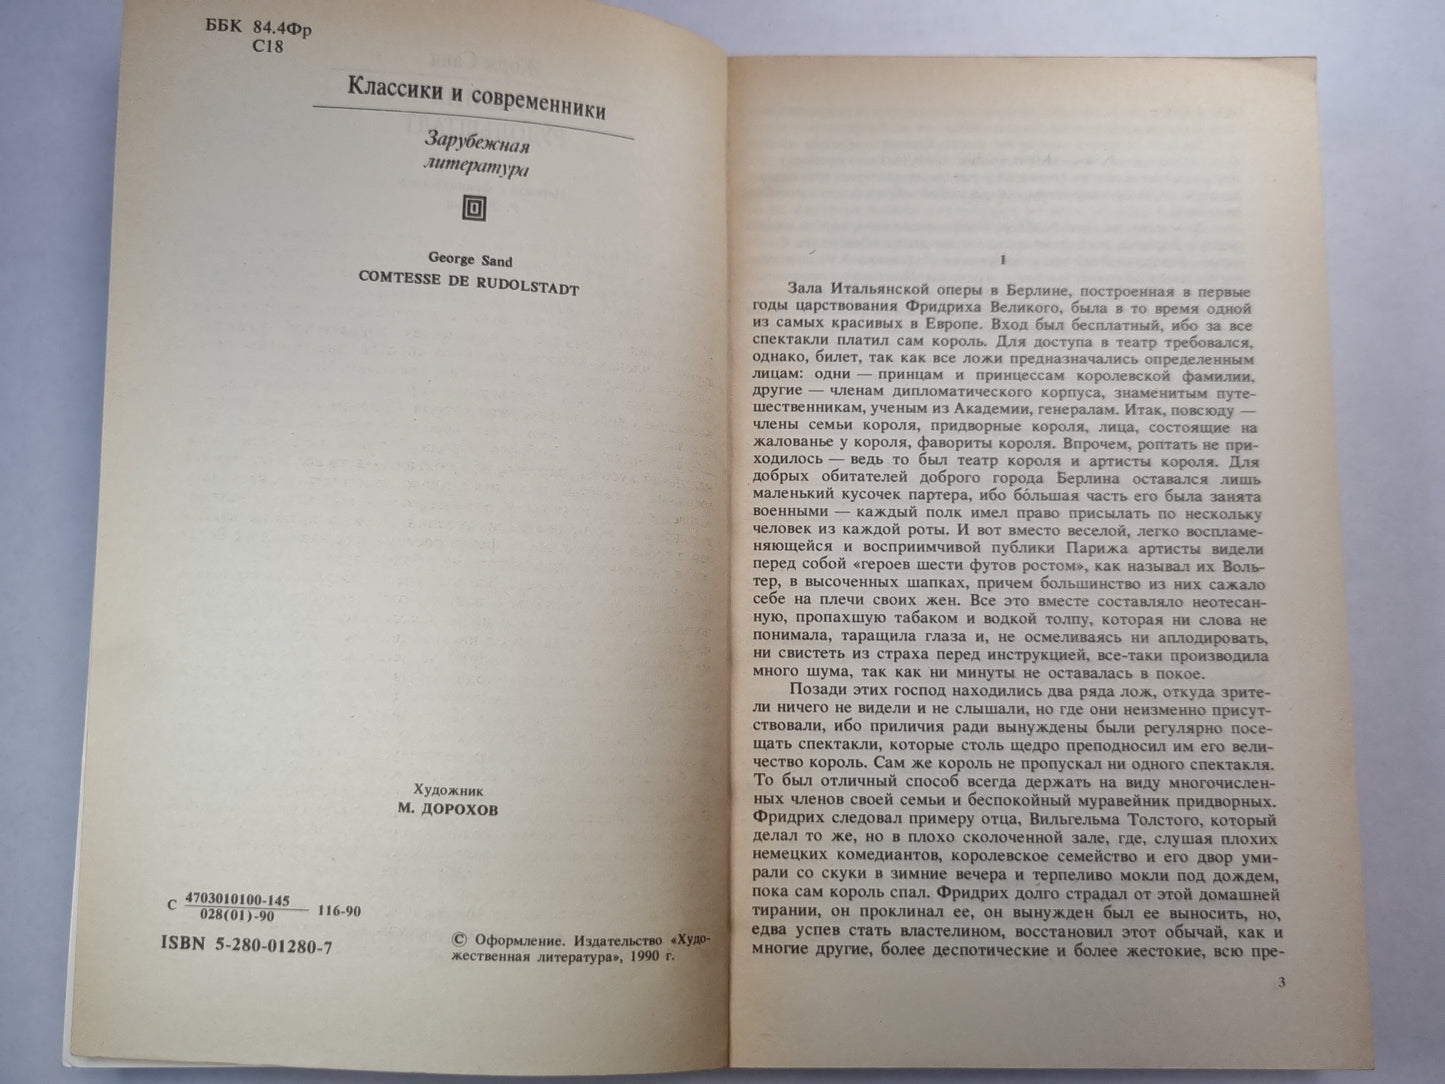 ББК 84.4Фр
С18
Классики и современники
Зарубежная
литература
George Sand
COMTESSE DE RUDOLSTADT
Художник
М. ДОРОХОВ
С 4703010100-145
028(01)-90
116-90
ISBN 5-280-01280-7
© Оформление. Издательство «Худо-
жественная литература», 1990 г.
1
Зала Итальянской оперы в Берлине, построенная в первые
годы царствования Фридриха Великого, была в то время одной
из самых красивых в Европе. Вход был бесплатный, ибо за все
спектакли платил сам король. Для доступа в театр требовался,
однако, билет, так как все ложи предназначались определенным
лицам: одни — принцам и принцессам королевской фамилии,
другие — членам дипломатического корпуса, знаменитым путе-
шественникам, ученым из Академии, генералам. Итак, повсюду —
члены семьи короля, придворные короля, лица, состоящие на
жалованье у короля, фавориты короля. Впрочем, роптать не при-
ходилось — ведь то был театр короля и артисты короля. Для
добрых обитателей доброго города Берлина оставался лишь
маленький кусочек партера, ибо бо́льшая часть его была занята
военными — каждый полк имел право присылать по нескольку
человек из каждой роты. И вот вместо веселой, легко воспламе-
няющейся и восприимчивой публики Парижа артисты видели
перед собой «героев шести футов ростом», как называл их Воль-
тер, в высоченных шапках, причем большинство из них сажало
себе на плечи своих жен. Все это вместе составляло неотесан-
ную, пропахшую табаком и водкой толпу, которая ни слова не
понимала, таращила глаза и, не осмеливаясь ни аплодировать,
ни свистеть из страха перед инструкцией, все-таки производила
много шума, так как ни минуты не оставалась в покое.
Позади этих господ находились два ряда лож, откуда зрите-
ли ничего не видели и не слышали, но где они неизменно присут-
ствовали, ибо приличия ради вынуждены были регулярно посе-
щать спектакли, которые столь щедро преподносил им его вели-
чество король. Сам же король не пропускал ни одного спектакля.
То был отличный способ всегда держать на виду многочислен-
ных членов своей семьи и беспокойный муравейник придворных.
Фридрих следовал примеру отца, Вильгельма Толстого, который
делал то же, но в плохо сколоченной зале, где, слушая плохих
немецких комедиантов, королевское семейство и его двор уми-
рали со скуки в зимние вечера и терпеливо мокли под дождем,
пока сам король спал. Фридрих долго страдал от этой домашней
тирании, он проклинал ее, он вынужден был ее выносить, но,
едва успев стать властелином, восстановил этот обычай, как и
многие другие, более деспотические и более жестокие, всю пре-
3